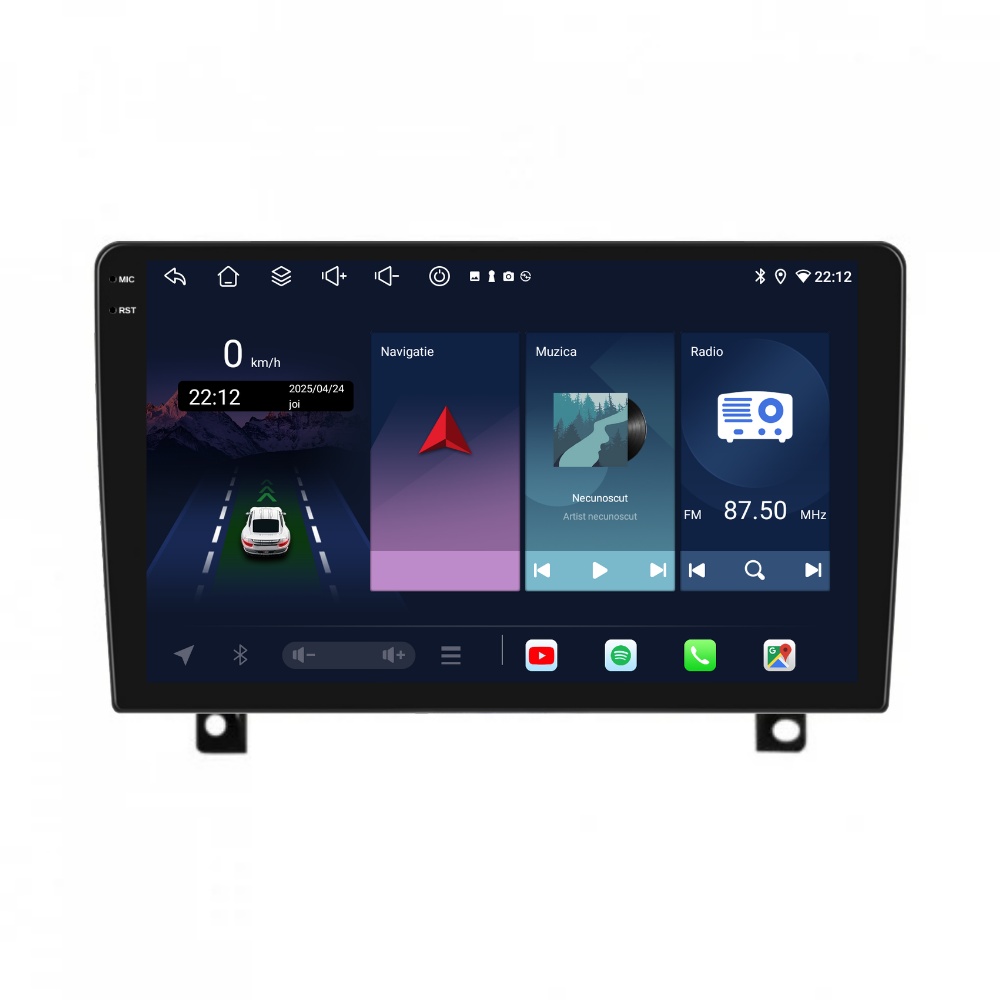 MIC
RST
22:12
0 km/h
22:12
2025/04/24
joi
Navigatie
Muzica
Necunoscut
Artist necunoscut
Radio
FM 87.50 MHz
G